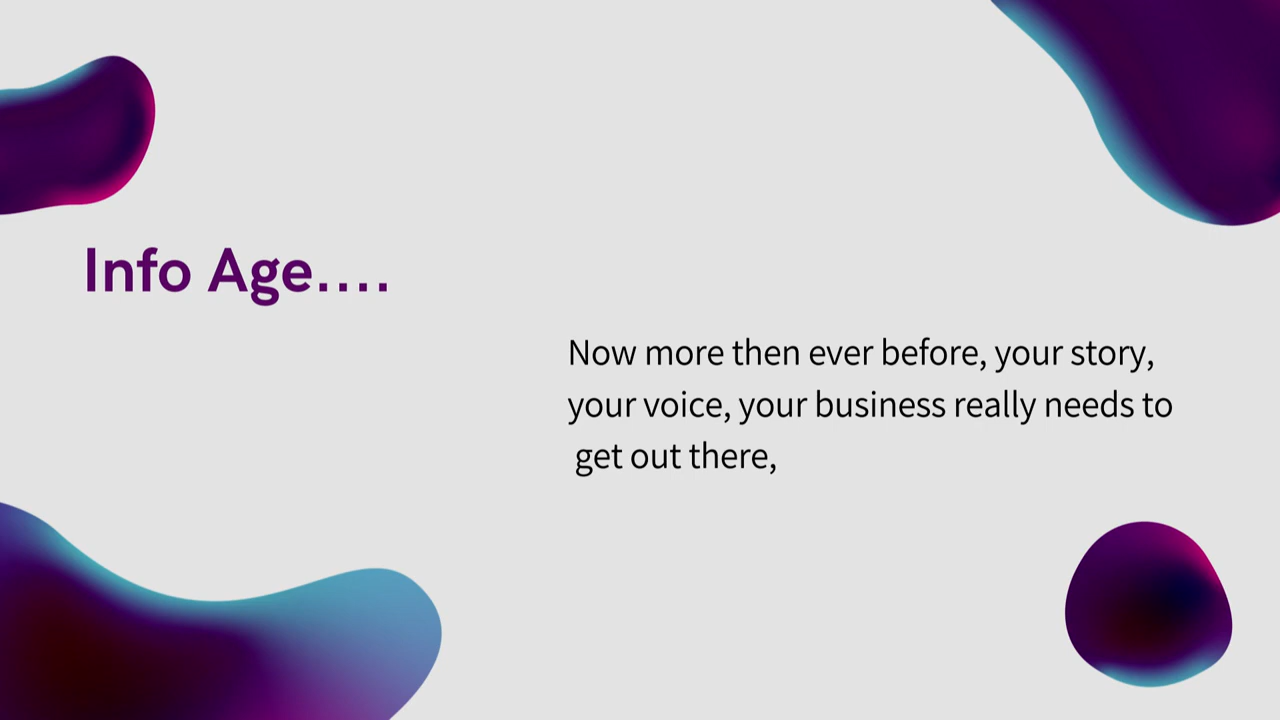 Info Age....
Now more then ever before, your story,
your voice, your business really needs to
get out there,